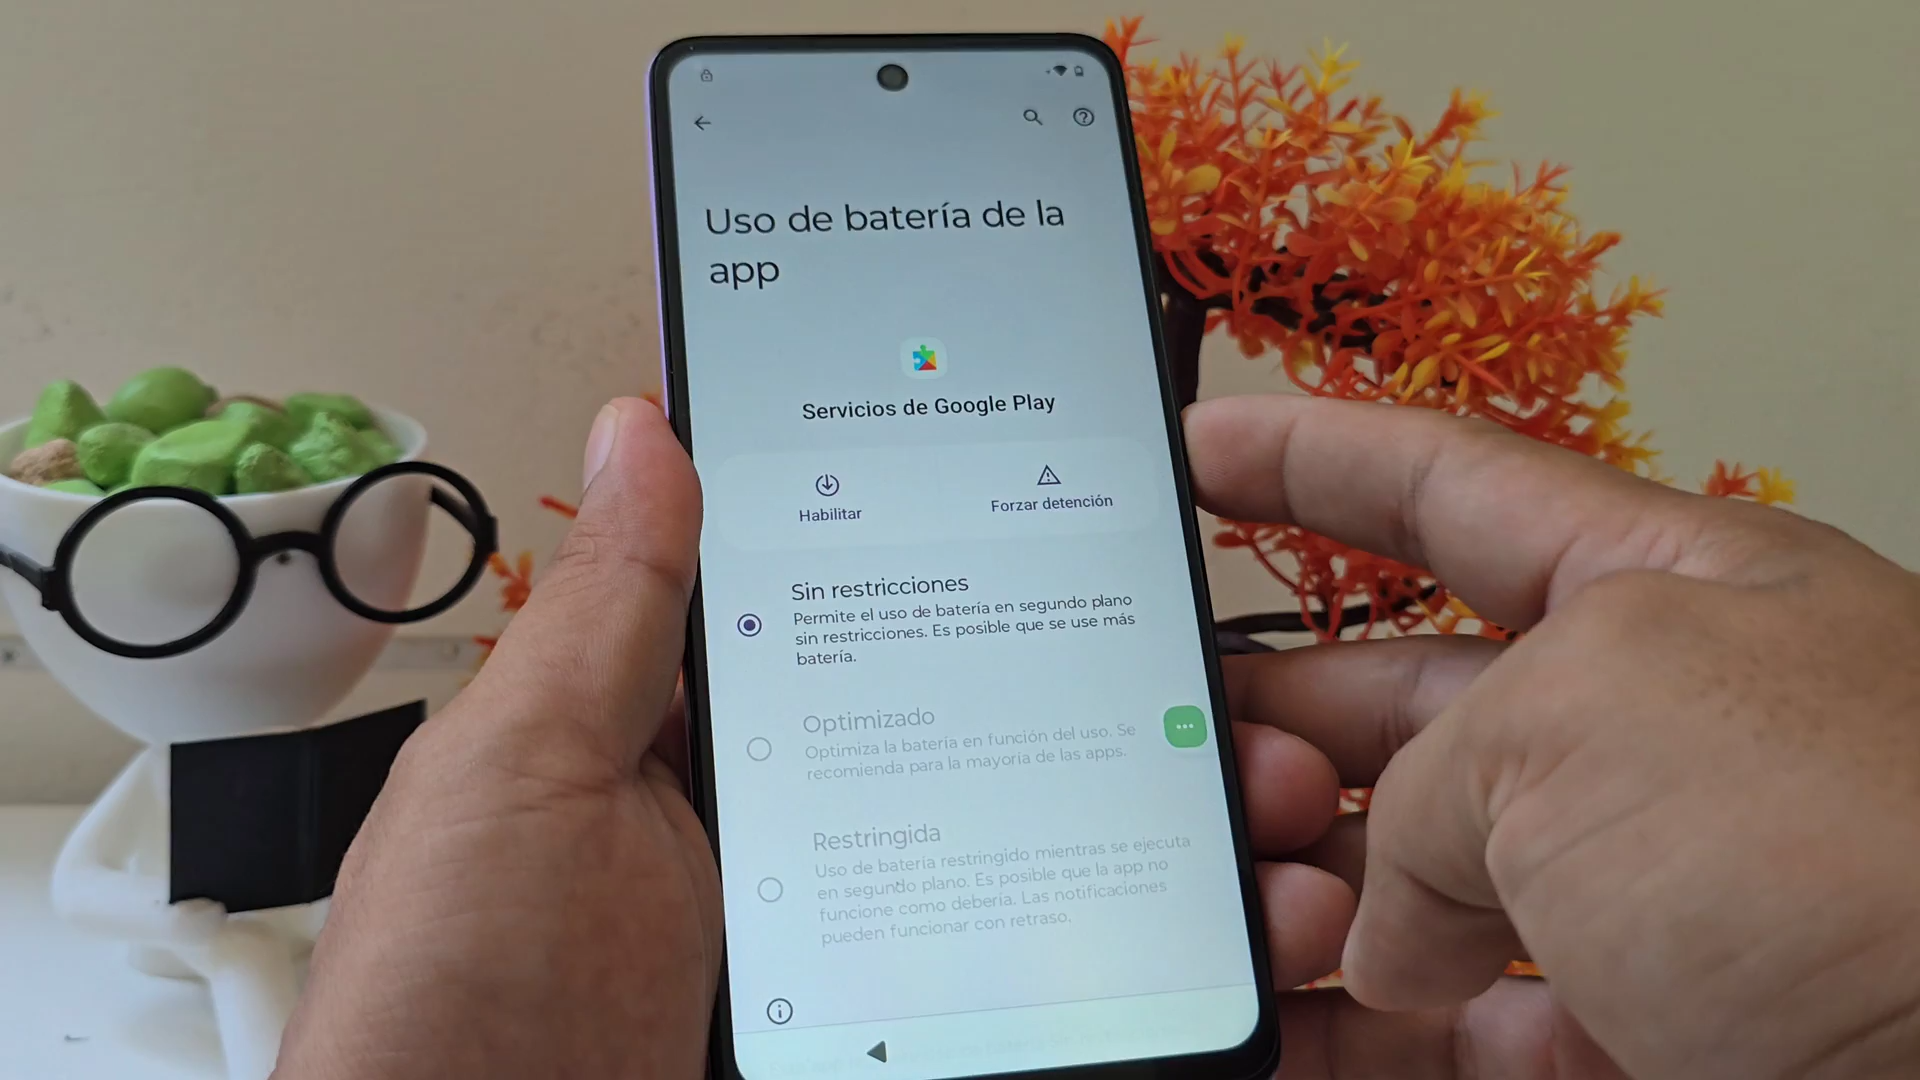 Uso de batería de la
app
Servicios de Google Play
Habilitar
Forzar detención
Sin restricciones
Permite el uso de batería en segundo plano
sin restricciones. Es posible que se use más
batería.
Optimizado
Optimiza la batería en función del uso. Se
recomienda para la mayoría de las apps.
Restringida
Uso de batería restringido mientras se ejecuta
en segundo plano. Es posible que la app no
funcione como debería. Las notificaciones
pueden funcionar con retraso.